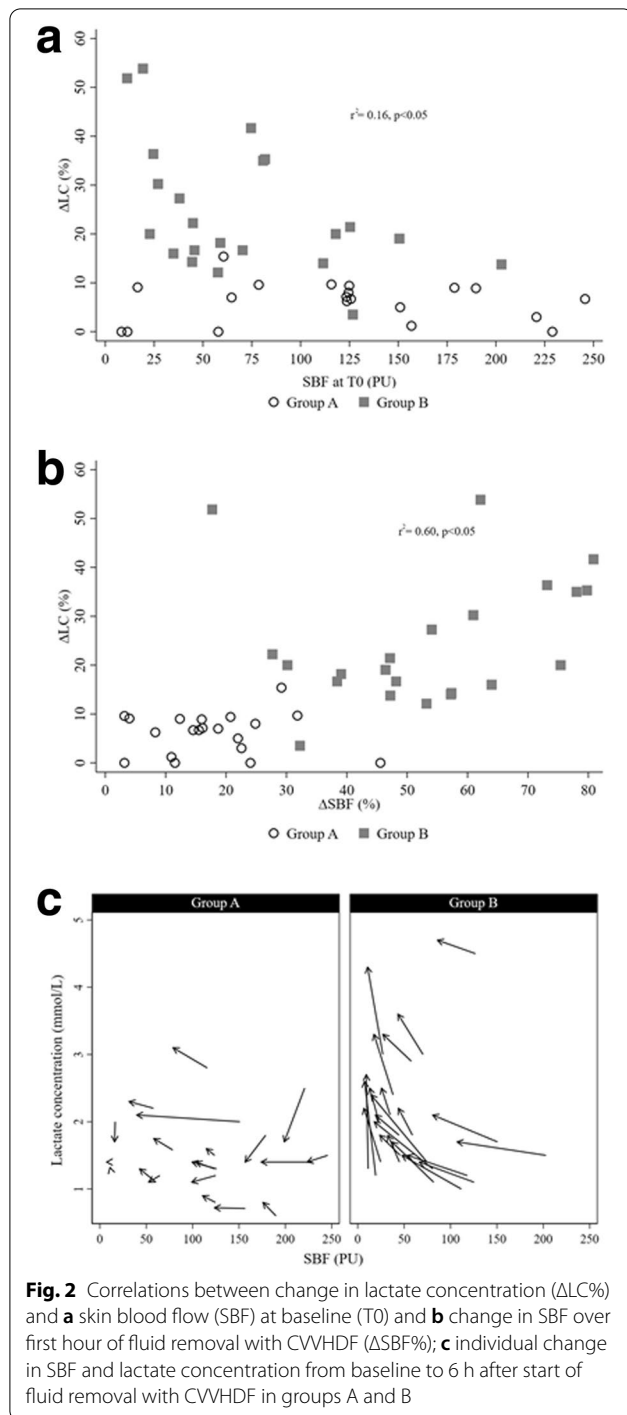 a
60
50
40
30
20
10
0
ΔLC (%)
r²= 0.16, p<0.05
0 25 50 75 100 125 150 175 200 225 250
SBF at T0 (PU)
Group A Group B
b
60
50
40
30
20
10
0
ΔLC (%)
r²= 0.60, p<0.05
0 10 20 30 40 50 60 70 80
ΔSBF (%)
Group A Group B
c
Group A Group B
5
4
3
2
1
Lactate concentration (mmol/L)
0 50 100 150 200 250 0 50 100 150 200 250
SBF (PU)
Fig. 2 Correlations between change in lactate concentration (ΔLC%)
and a skin blood flow (SBF) at baseline (T0) and b change in SBF over
first hour of fluid removal with CVVHDF (ΔSBF%); c individual change
in SBF and lactate concentration from baseline to 6 h after start of
fluid removal with CVVHDF in groups A and B